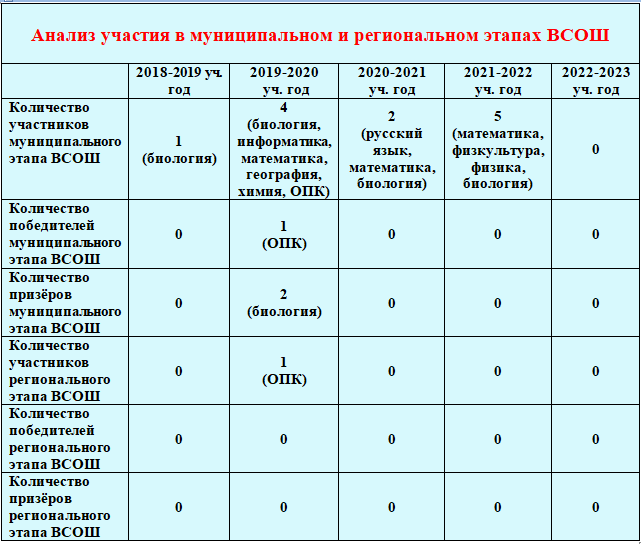 Анализ участия в муниципальном и региональном этапах ВСОШ
2018-2019 уч.
год
2019-2020
уч. год
2020-2021
уч. год
2021-2022
уч. год
2022-2023
уч. год
Количество
участников
муниципального
этапа ВСОШ
1
(биология)
4
(биология,
информатика,
математика,
география,
химия, ОПК)
2
(русский
язык,
математика,
биология)
5
(математика,
физкультура,
физика,
биология)
0
Количество
победителей
муниципального
этапа ВСОШ
0
1
(ОПК)
0
0
0
Количество
призёров
муниципального
этапа ВСОШ
0
2
(биология)
0
0
0
Количество
участников
регионального
этапа ВСОШ
0
1
(ОПК)
0
0
0
Количество
победителей
регионального
этапа ВСОШ
0
0
0
0
0
Количество
призёров
регионального
этапа ВСОШ
0
0
0
0
0